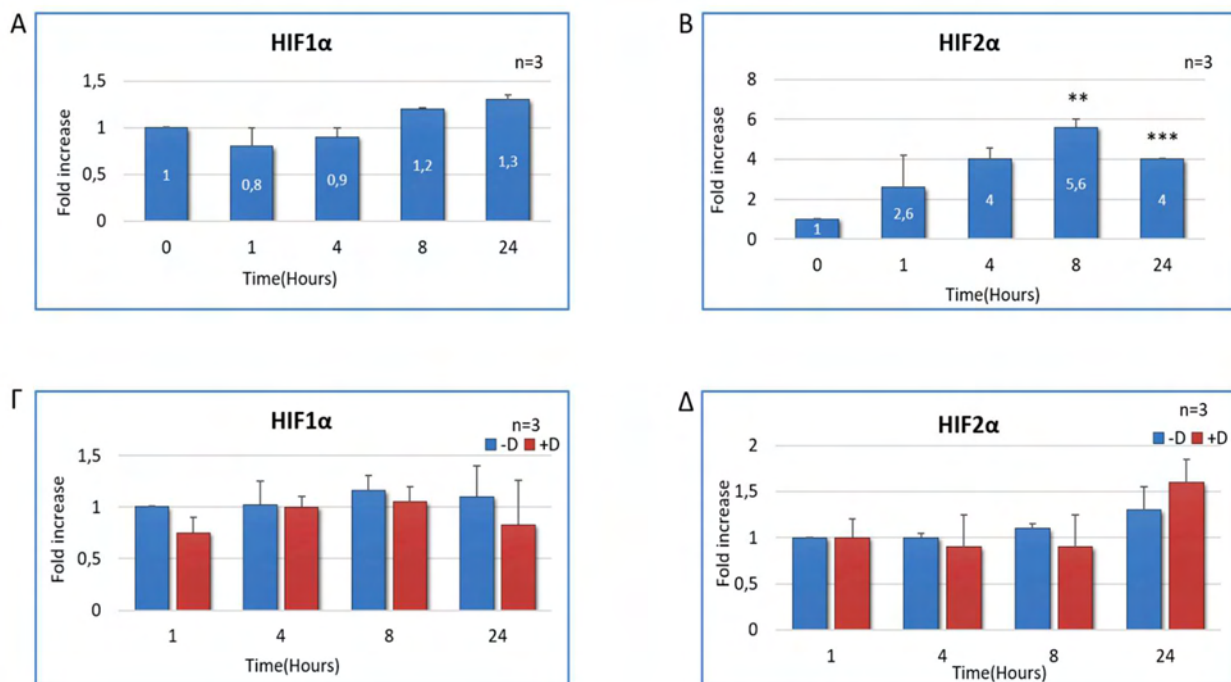 A
HIF1α
n=3
Fold increase
1,5
1
0,5
0
1
0,8
0,9
1,2
1,3
0
1
4
8
24
Time(Hours)
B
HIF2α
n=3
Fold increase
8
6
4
2
0
1
2,6
4
5,6
4
**
***
0
1
4
8
24
Time(Hours)
Γ
HIF1α
n=3
-D +D
Fold increase
1,5
1
0,5
0
1
4
8
24
Time(Hours)
Δ
HIF2α
n=3
-D +D
Fold increase
2
1,5
1
0,5
0
1
4
8
24
Time(Hours)